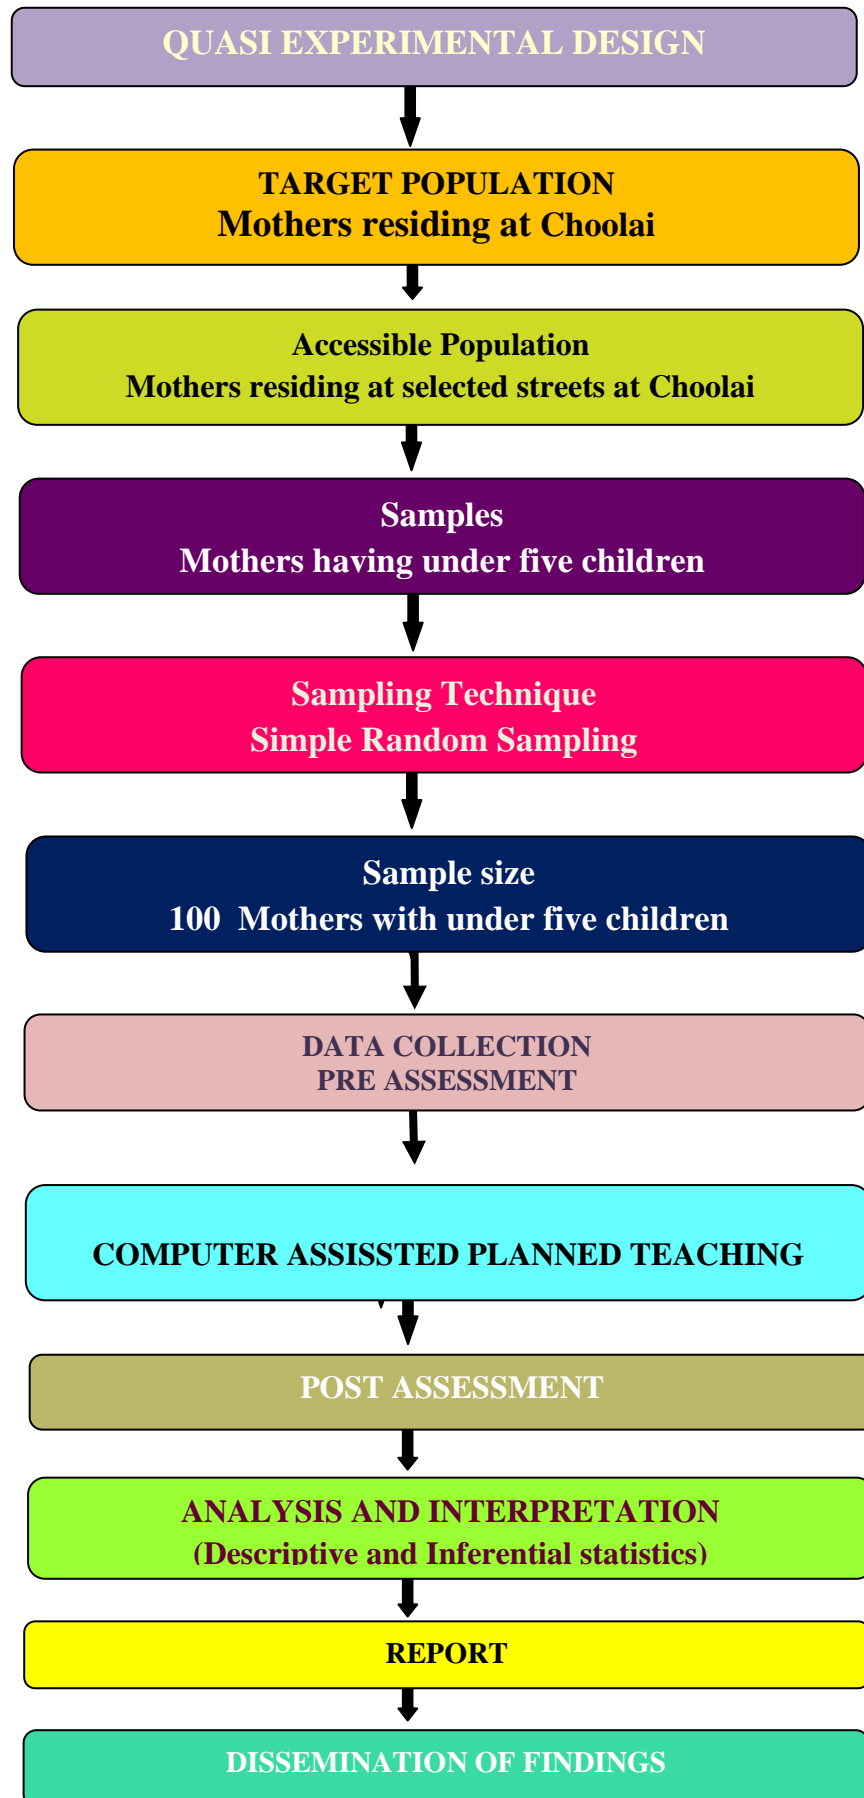 QUASI EXPERIMENTAL DESIGN
TARGET POPULATION
Mothers residing at Choolai
Accessible Population
Mothers residing at selected streets at Choolai
Samples
Mothers having under five children
Sampling Technique
Simple Random Sampling
Sample size
100 Mothers with under five children
DATA COLLECTION
PRE ASSESSMENT
COMPUTER ASSISSTED PLANNED TEACHING
POST ASSESSMENT
ANALYSIS AND INTERPRETATION
(Descriptive and Inferential statistics)
REPORT
DISSEMINATION OF FINDINGS